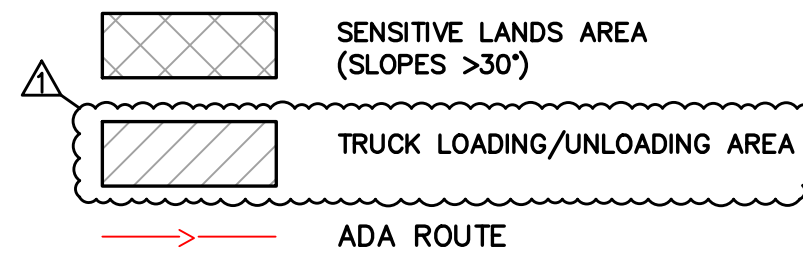 SENSITIVE LANDS AREA
(SLOPES >30°)
1
TRUCK LOADING/UNLOADING AREA
ADA ROUTE